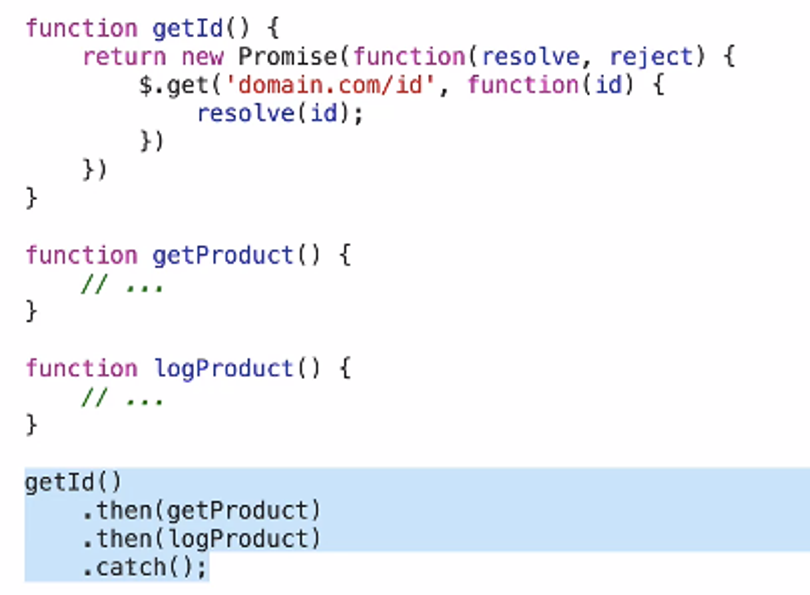 function getId() {
    return new Promise(function(resolve, reject) {
        $.get('domain.com/id', function(id) {
            resolve(id);
        })
    })
}

function getProduct() {
    // ...
}

function logProduct() {
    // ...
}

getId()
    .then(getProduct)
    .then(logProduct)
    .catch();